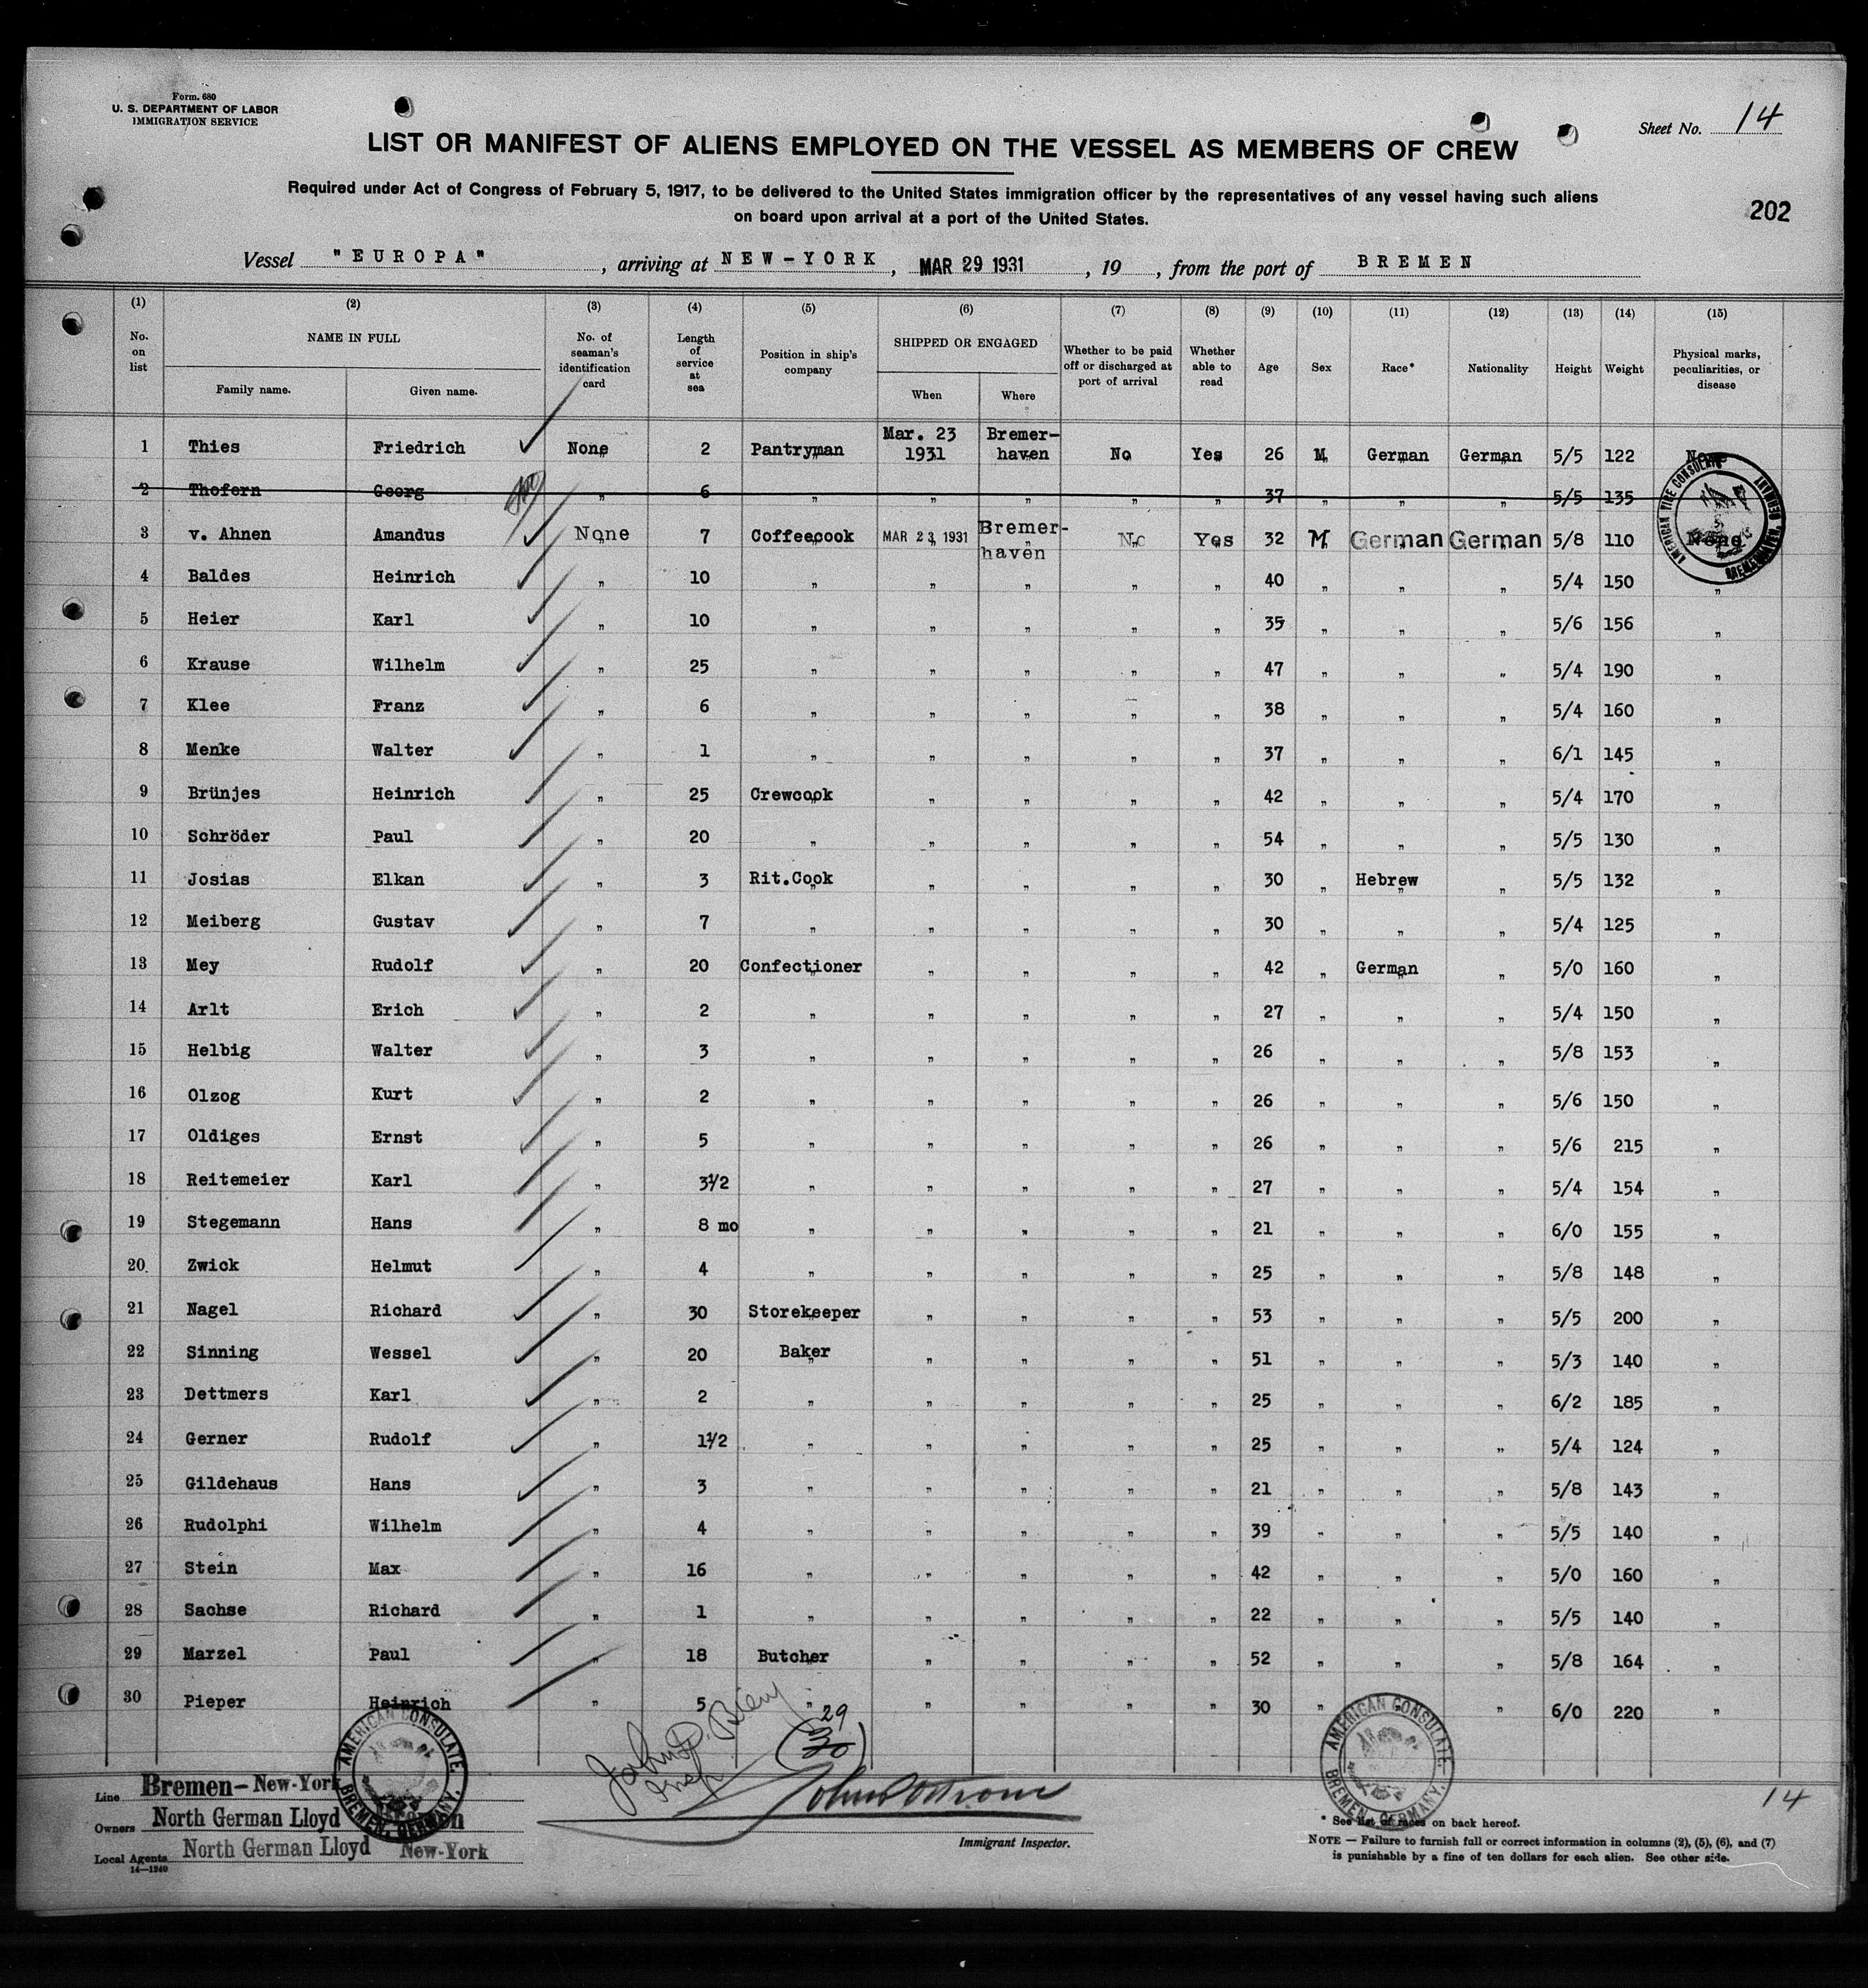 Form. 680
U. S. DEPARTMENT OF LABOR
IMMIGRATION SERVICE
Sheet No. 14
LIST OR MANIFEST OF ALIENS EMPLOYED ON THE VESSEL AS MEMBERS OF CREW
Required under Act of Congress of February 5, 1917, to be delivered to the United States immigration officer by the representatives of any vessel having such aliens
on board upon arrival at a port of the United States.
202
Vessel "EUROPA", arriving at NEW-YORK, MAR 29 1931, 19 , from the port of BREMEN
(1) (2) (3) (4) (5) (6) (7) (8) (9) (10) (11) (12) (13) (14) (15)
No. on list NAME IN FULL Family name. Given name. No. of seaman's identification card Length of service at sea Position in ship's company SHIPPED OR ENGAGED When Where Whether to be paid off or discharged at port of arrival Whether able to read Age Sex Race* Nationality Height Weight Physical marks, peculiarities, or disease
1 Thies Friedrich None 2 Pantryman Mar. 23 1931 Bremer-haven No Yes 26 M German German 5/5 122 None
2 Thofern Georg „ 6 „ „ „ „ „ 37 „ „ „ 5/5 135
3 v. Ahnen Amandus None 7 Coffeecook MAR 23 1931 Bremer-haven No Yes 32 M German German 5/8 110 None
4 Baldes Heinrich „ 10 „ „ „ „ „ 40 „ „ „ 5/4 150 „
5 Heier Karl „ 10 „ „ „ „ „ 35 „ „ „ 5/6 156 „
6 Krause Wilhelm „ 25 „ „ „ „ „ 47 „ „ „ 5/4 190 „
7 Klee Franz „ 6 „ „ „ „ „ 38 „ „ „ 5/4 160 „
8 Menke Walter „ 1 „ „ „ „ „ 37 „ „ „ 6/1 145 „
9 Brünjes Heinrich „ 25 Crewcook „ „ „ „ 42 „ „ „ 5/4 170 „
10 Schröder Paul „ 20 „ „ „ „ „ 54 „ „ „ 5/5 130 „
11 Josias Elkan „ 3 Rit.Cook „ „ „ „ 30 „ Hebrew „ 5/5 132 „
12 Meiberg Gustav „ 7 „ „ „ „ „ 30 „ „ „ 5/4 125 „
13 Mey Rudolf „ 20 Confectioner „ „ „ „ 42 „ German „ 5/0 160 „
14 Arlt Erich „ 2 „ „ „ „ „ 27 „ „ „ 5/4 150 „
15 Helbig Walter „ 3 „ „ „ „ „ 26 „ „ „ 5/8 153 „
16 Olzog Kurt „ 2 „ „ „ „ „ 26 „ „ „ 5/6 150 „
17 Oldiges Ernst „ 5 „ „ „ „ „ 26 „ „ „ 5/6 215 „
18 Reitemeier Karl „ 3½ „ „ „ „ „ 27 „ „ „ 5/4 154 „
19 Stegemann Hans „ 8 mo „ „ „ „ „ 21 „ „ „ 6/0 155 „
20 Zwick Helmut „ 4 „ „ „ „ „ 25 „ „ „ 5/8 148 „
21 Nagel Richard „ 30 Storekeeper „ „ „ „ 53 „ „ „ 5/5 200 „
22 Sinning Wessel „ 20 Baker „ „ „ „ 51 „ „ „ 5/3 140 „
23 Dettmers Karl „ 2 „ „ „ „ „ 25 „ „ „ 6/2 185 „
24 Gerner Rudolf „ 1½ „ „ „ „ „ 25 „ „ „ 5/4 124 „
25 Gildehaus Hans „ 3 „ „ „ „ „ 21 „ „ „ 5/8 143 „
26 Rudolphi Wilhelm „ 4 „ „ „ „ „ 39 „ „ „ 5/5 140 „
27 Stein Max „ 16 „ „ „ „ „ 42 „ „ „ 5/0 160 „
28 Sachse Richard „ 1 „ „ „ „ „ 22 „ „ „ 5/5 140 „
29 Marzel Paul „ 18 Butcher „ „ „ „ 52 „ „ „ 5/8 164 „
30 Pieper Heinrich „ 5 „ „ „ „ „ 30 „ „ „ 6/0 220 „
AMERICAN VICE CONSULATE
BREMERHAVEN, GERMANY
AMERICAN CONSULATE.
BREMEN, GERMANY.
AMERICAN CONSULATE.
BREMEN, GERMANY.
29
(30)
John
Insp
Line Bremen-New-York
Owners North German Lloyd
Local Agents North German Lloyd New-York
14—1240
Immigrant Inspector.
14
* See list of races on back hereof.
NOTE — Failure to furnish full or correct information in columns (2), (5), (6), and (7)
is punishable by a fine of ten dollars for each alien. See other side.